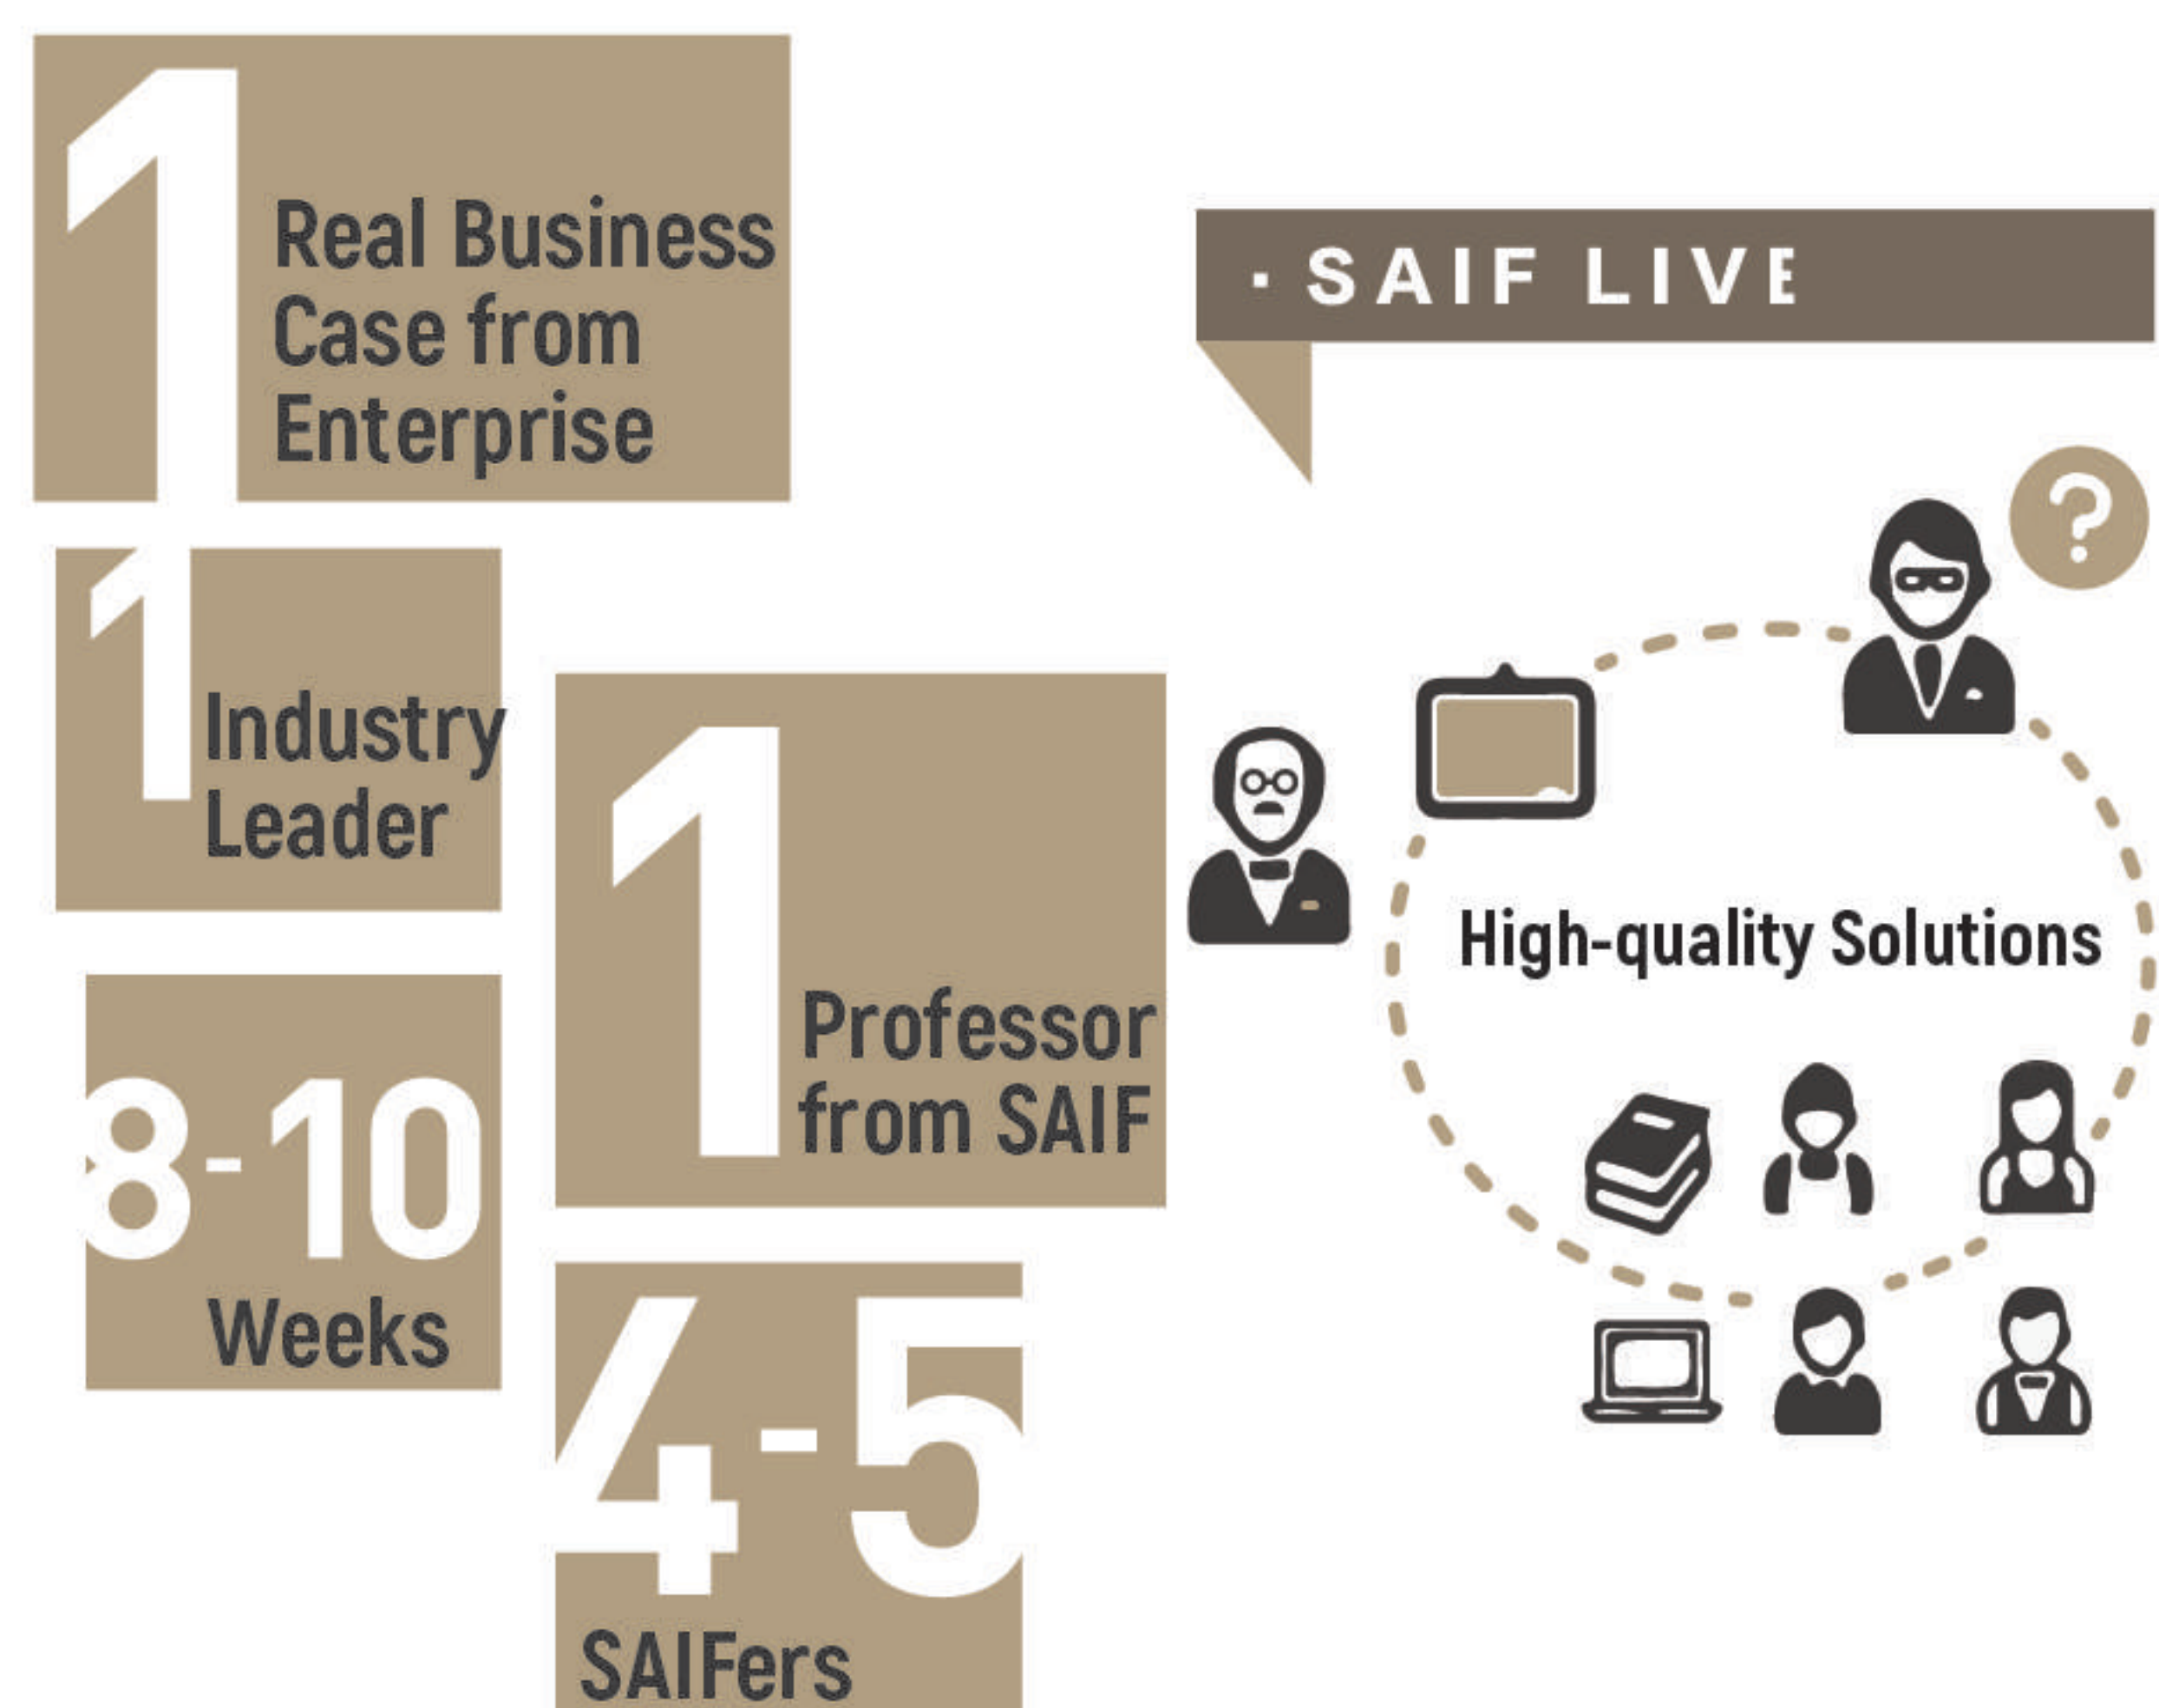 1
Real Business
Case from
Enterprise
1
Industry
Leader
1
Professor
from SAIF
8-10
Weeks
4-5
SAIFers
· SAIF LIVE
?
High-quality Solutions